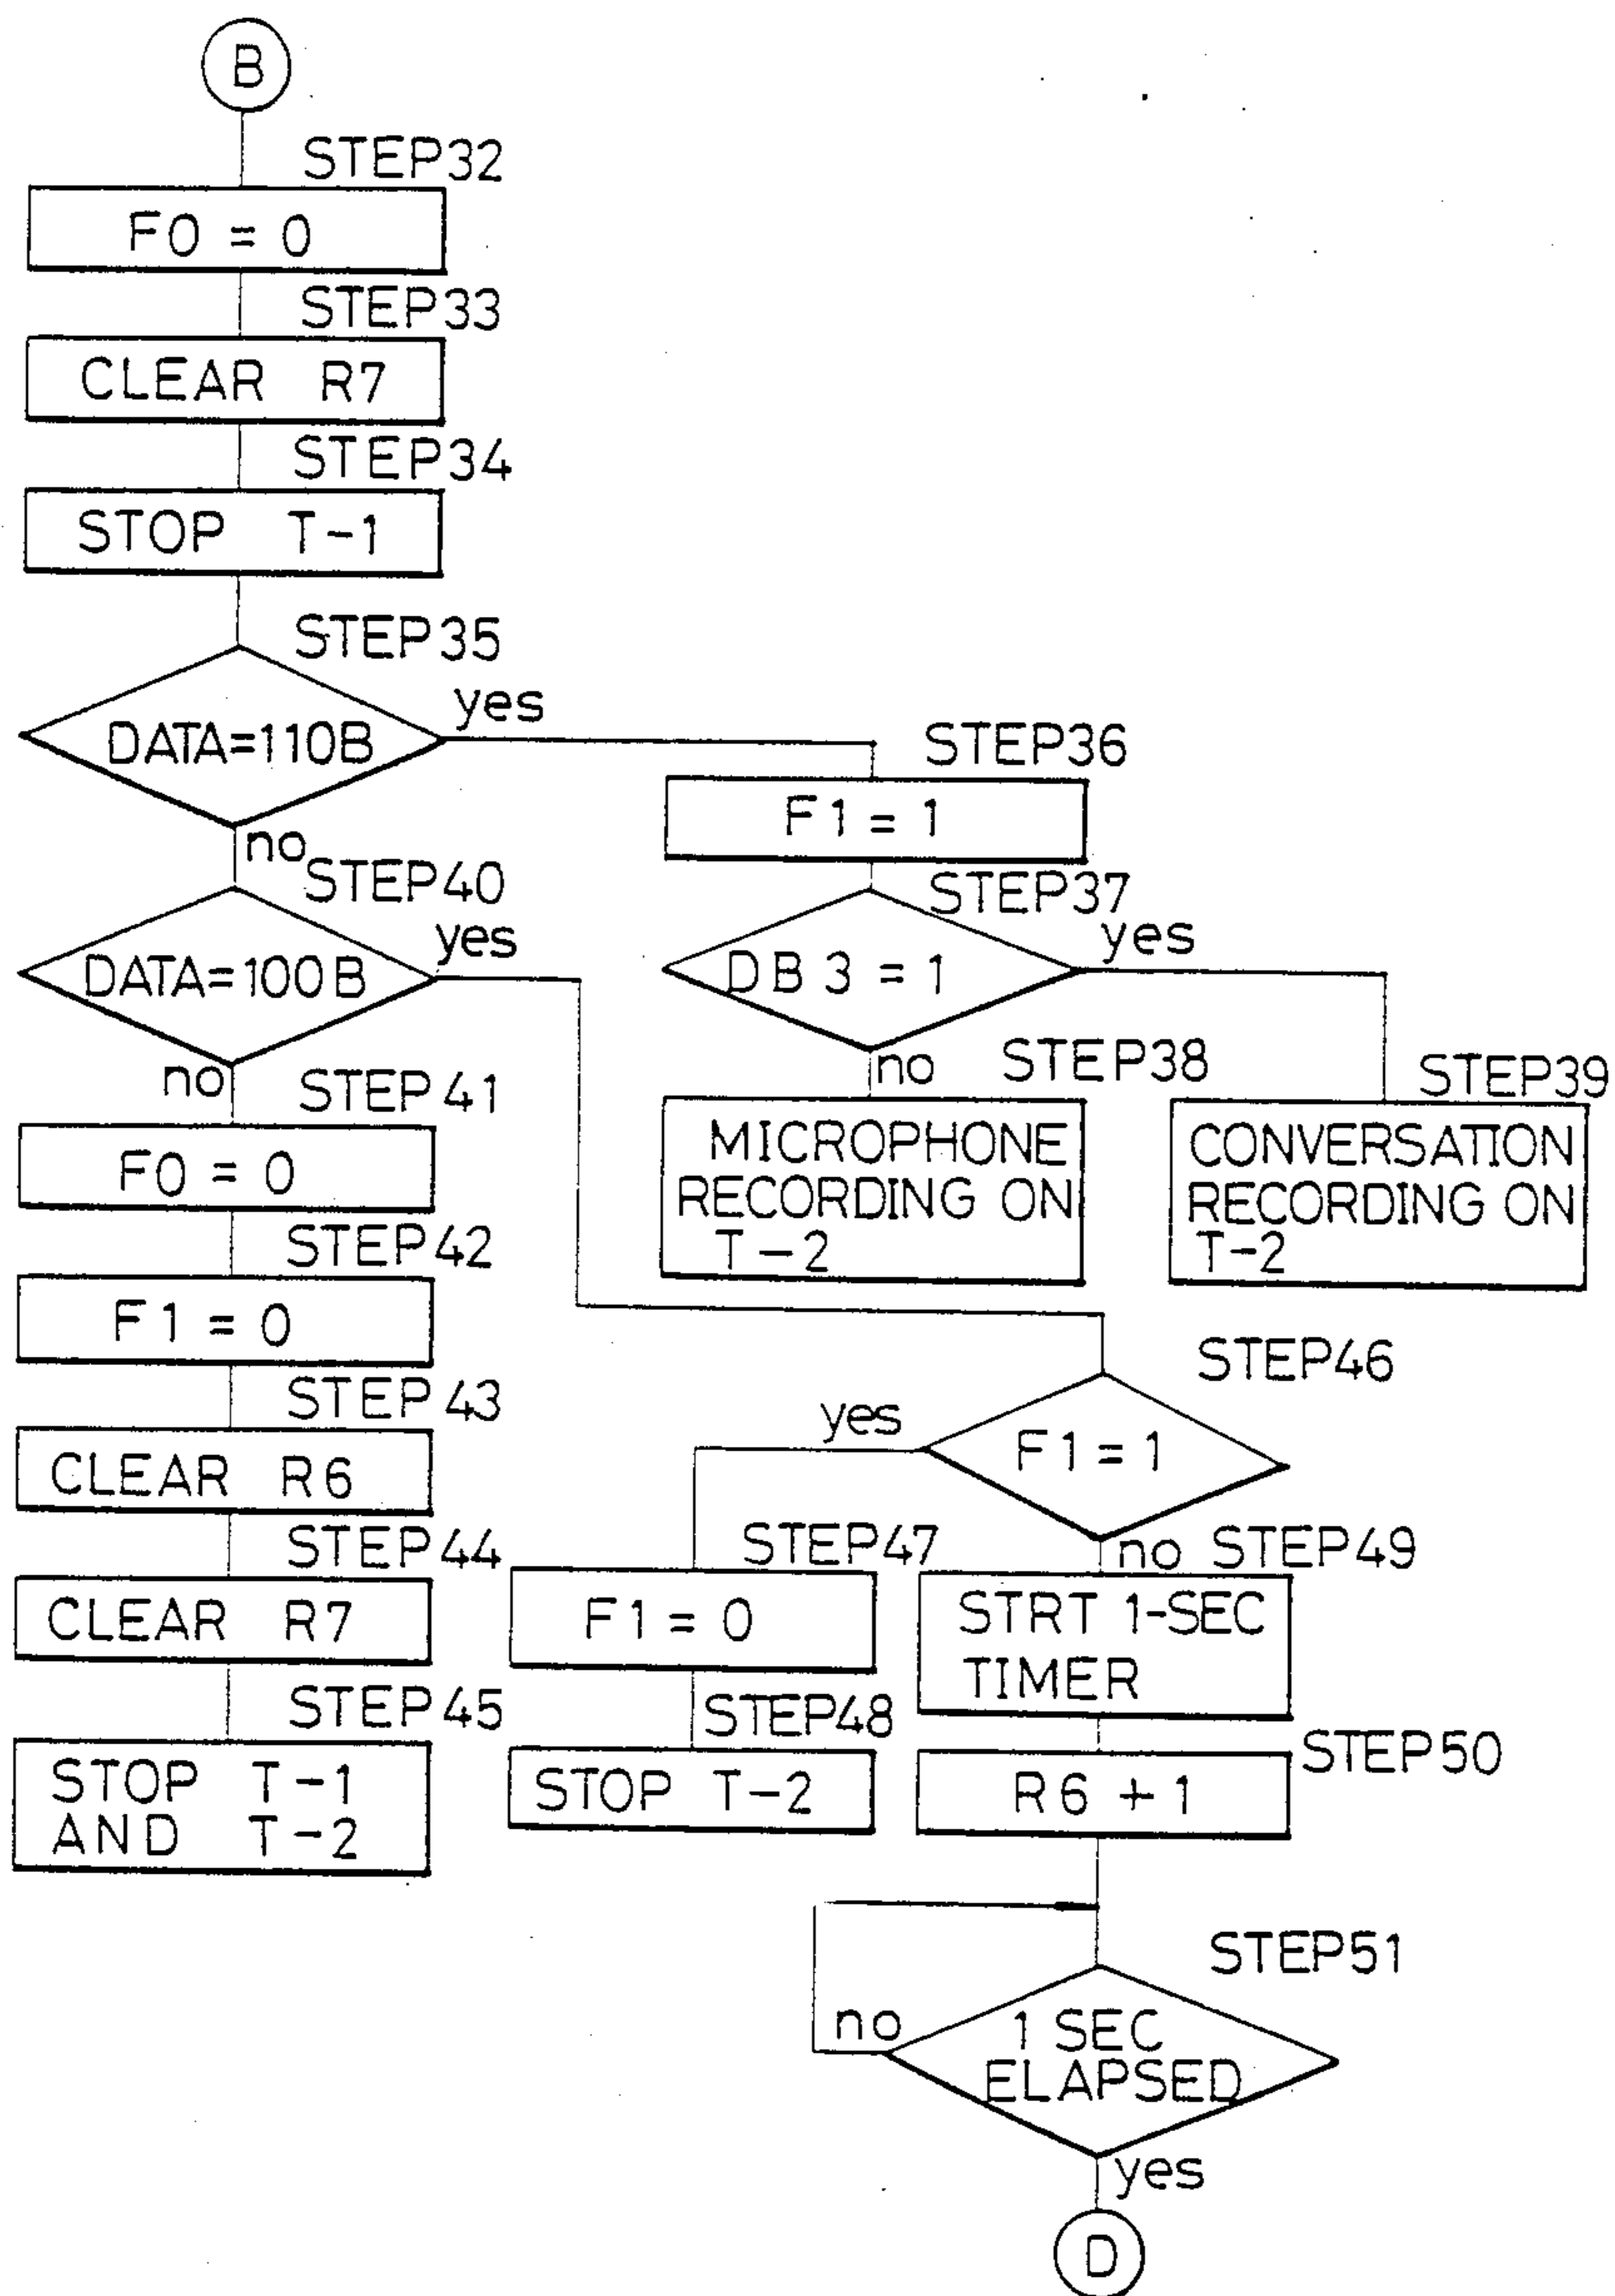 B
STEP32
F0 = 0
STEP33
CLEAR R7
STEP34
STOP T-1
STEP35
DATA=110B
yes
no
STEP36
F1 = 1
STEP37
DB3 = 1
yes
no
STEP38
MICROPHONE
RECORDING ON
T-2
STEP39
CONVERSATION
RECORDING ON
T-2
STEP40
DATA=100B
yes
no
STEP41
F0 = 0
STEP42
F1 = 0
STEP43
CLEAR R6
STEP44
CLEAR R7
STEP45
STOP T-1
AND T-2
STEP46
F1 = 1
yes
no
STEP47
F1 = 0
STEP48
STOP T-2
STEP49
STRT 1-SEC
TIMER
STEP50
R6 + 1
STEP51
1 SEC
ELAPSED
no
yes
D